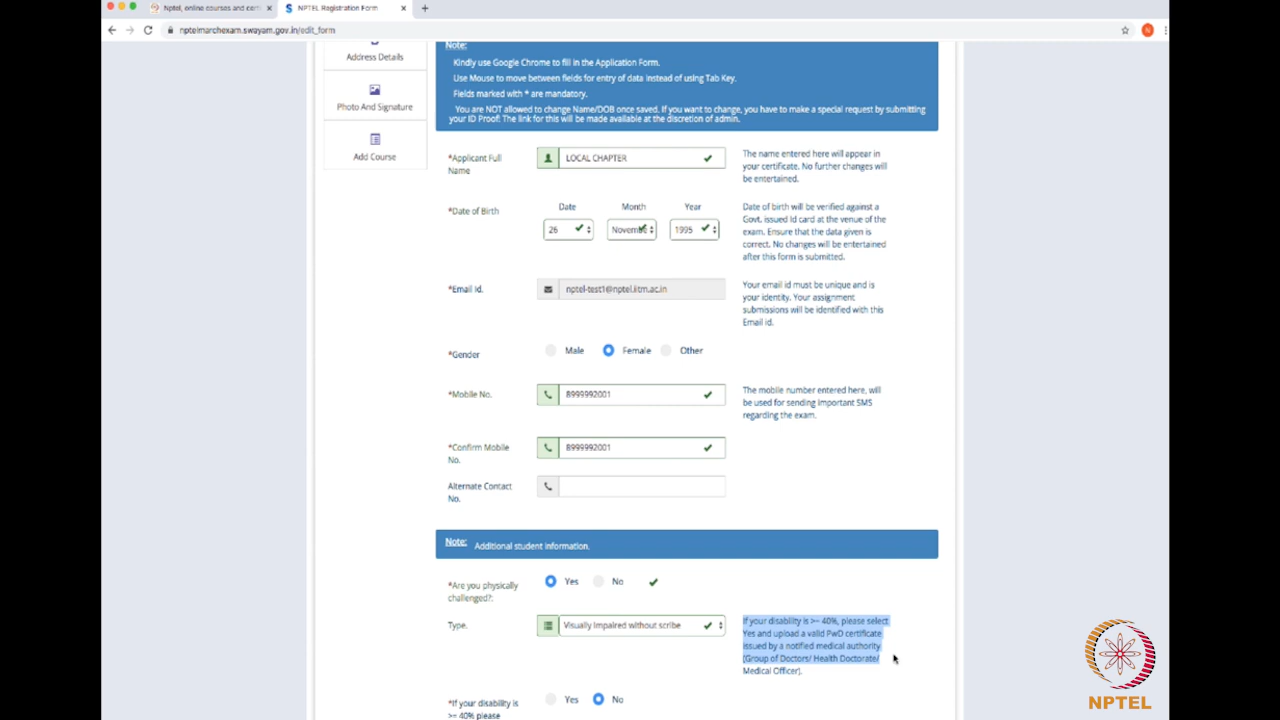 Nptel, online courses and cert
NPTEL Registration Form
nptelmarchexam.swayam.gov.in/edit_form
N
Address Details
Photo And Signature
Add Course
Note:
Kindly use Google Chrome to fill in the Application Form.
Use Mouse to move between fields for entry of data instead of using Tab Key.
Fields marked with * are mandatory.
You are NOT allowed to change Name/DOB once saved. If you want to change, you have to make a special request by submitting
your ID Proof! The link for this will be made available at the discretion of admin.
*Applicant Full
Name
LOCAL CHAPTER
The name entered here will appear in
your certificate. No further changes will
be entertained.
*Date of Birth
Date Month Year
26 Novembe 1995
Date of birth will be verified against a
Govt. issued Id card at the venue of the
exam. Ensure that the data given is
correct. No changes will be entertained
after this form is submitted.
*Email Id.
nptel-test1@nptel.iitm.ac.in
Your email id must be unique and is
your identity. Your assignment
submissions will be identified with this
Email id.
*Gender
Male Female Other
*Mobile No.
8999992001
The mobile number entered here, will
be used for sending important SMS
regarding the exam.
*Confirm Mobile
No.
8999992001
Alternate Contact
No.
Note: Additional student information.
*Are you physically
challenged?:
Yes No
Type.
Visually impaired without scribe
If your disability is >= 40%, please select
Yes and upload a valid PwD certificate
issued by a notified medical authority
(Group of Doctors/ Health Doctorate/
Medical Officer).
*If your disability is
>= 40% please
Yes No
NPTEL